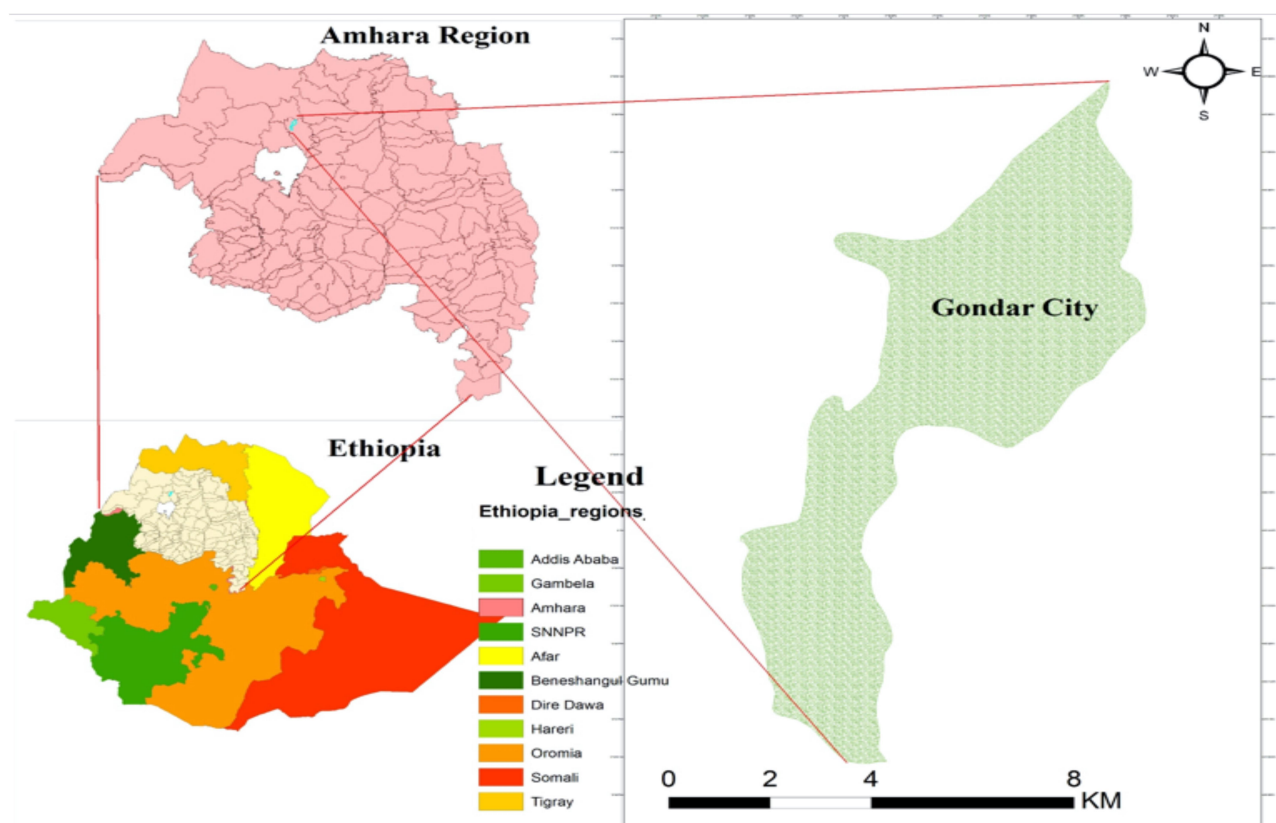 Amhara Region
N
W
E
S
Gondar City
Ethiopia
Legend
Ethiopia_regions
Addis Ababa
Gambela
Amhara
SNNPR
Afar
Beneshangul Gumu
Dire Dawa
Hareri
Oromia
Somali
Tigray
0 2 4 8
KM